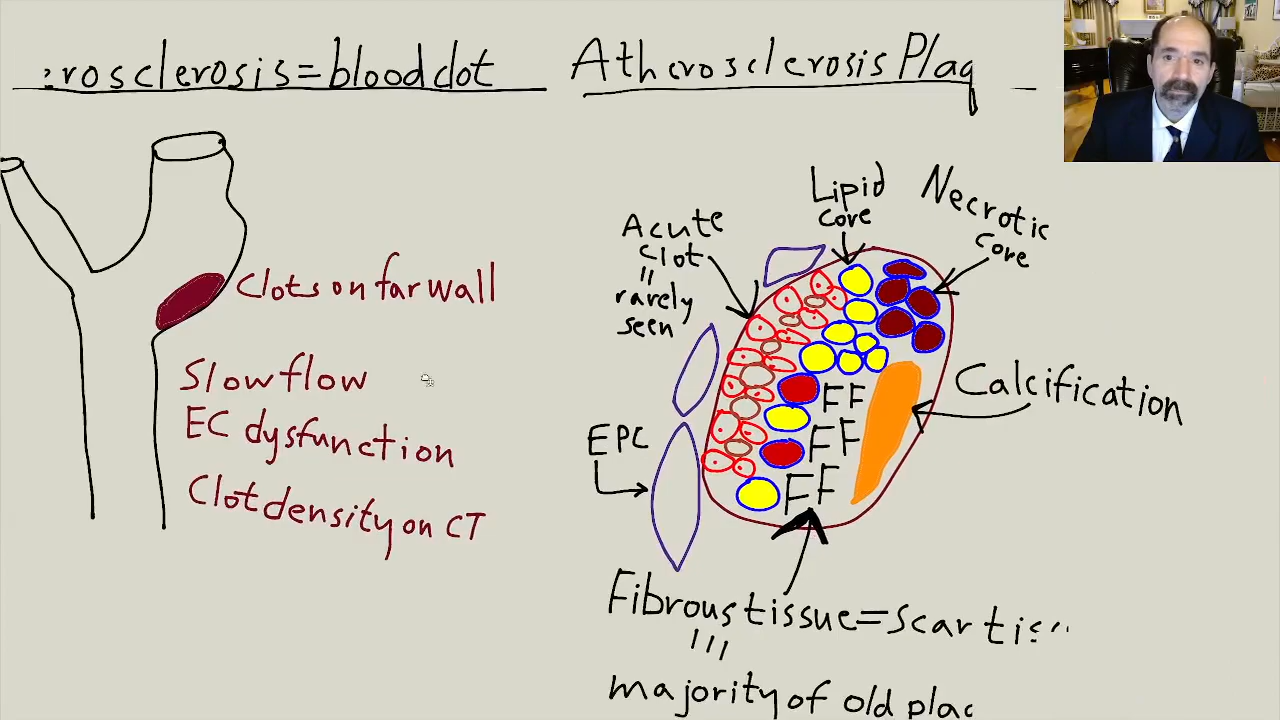 rosclerosis=bloodclot
Atherosclerosis Plaq
Clots on far wall
Slow flow
EC dysfunction
Clot density on CT
Acute
clot
=
rarely
seen
Lipid
core
Necrotic
core
Calcification
EPC
FF
FF
FF
Fibrous tissue=scar tis
majority of old plac